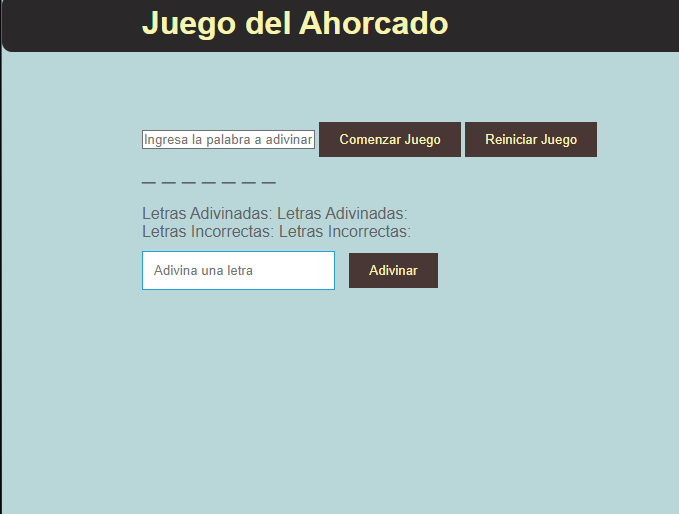 Juego del Ahorcado
Ingresa la palabra a adivinar Comenzar Juego Reiniciar Juego
_ _ _ _ _ _ _
Letras Adivinadas: Letras Adivinadas:
Letras Incorrectas: Letras Incorrectas:
Adivina una letra Adivinar